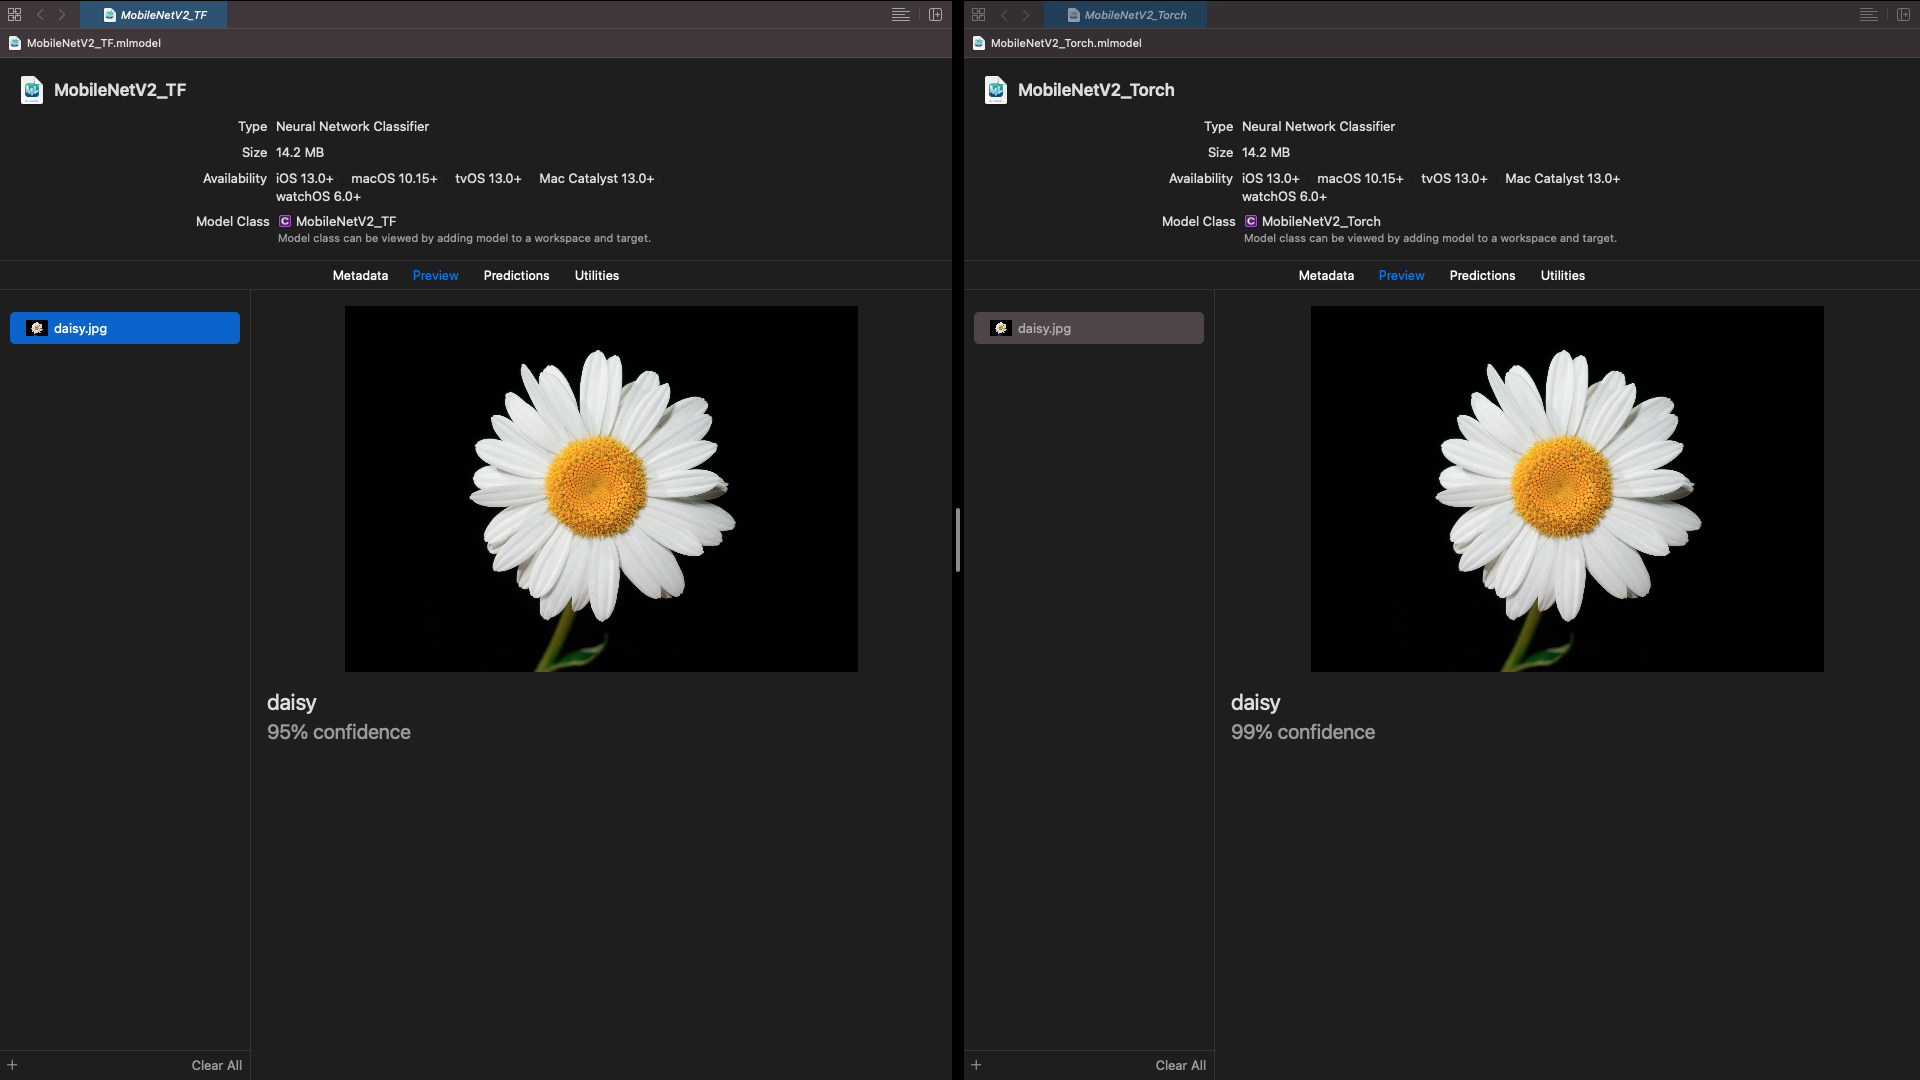 MobileNetV2_TF
MobileNetV2_TF.mlmodel
MobileNetV2_TF
Type Neural Network Classifier
Size 14.2 MB
Availability iOS 13.0+ macOS 10.15+ tvOS 13.0+ Mac Catalyst 13.0+
watchOS 6.0+
Model Class C MobileNetV2_TF
Model class can be viewed by adding model to a workspace and target.
Metadata Preview Predictions Utilities
daisy.jpg
daisy
95% confidence
+ Clear All
MobileNetV2_Torch
MobileNetV2_Torch.mlmodel
MobileNetV2_Torch
Type Neural Network Classifier
Size 14.2 MB
Availability iOS 13.0+ macOS 10.15+ tvOS 13.0+ Mac Catalyst 13.0+
watchOS 6.0+
Model Class C MobileNetV2_Torch
Model class can be viewed by adding model to a workspace and target.
Metadata Preview Predictions Utilities
daisy.jpg
daisy
99% confidence
+ Clear All